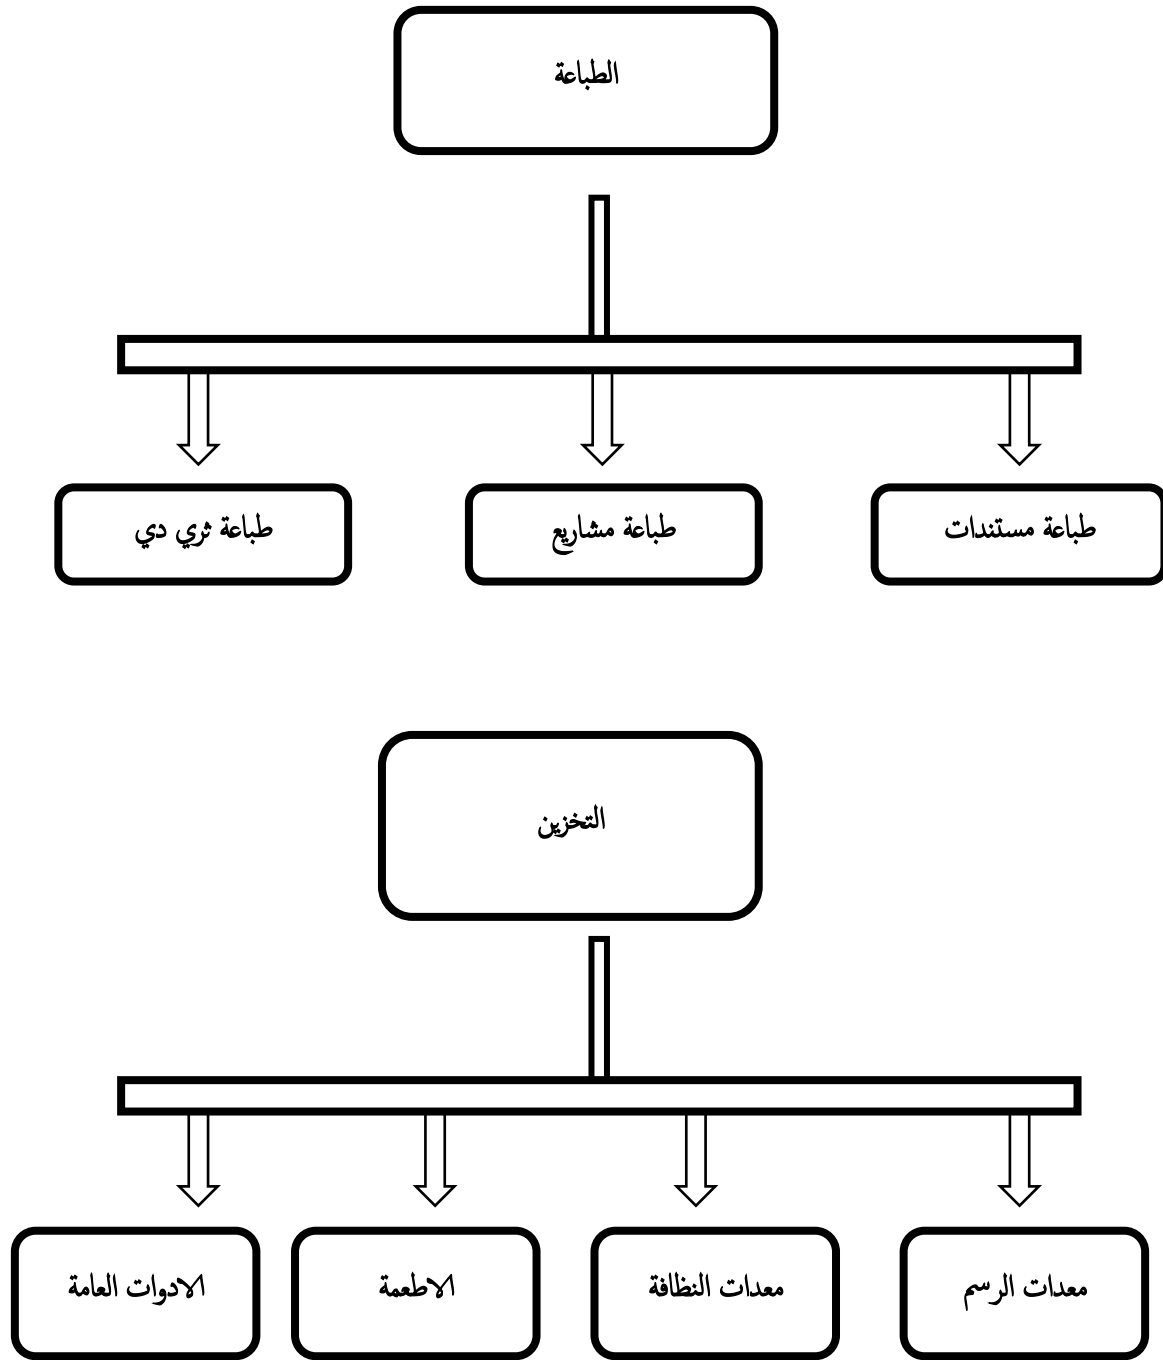 الطباعة
طباعة مستندات
طباعة مشاريع
طباعة ثري دي
التخزين
معدات الرسم
معدات النظافة
الاطعمة
الادوات العامة